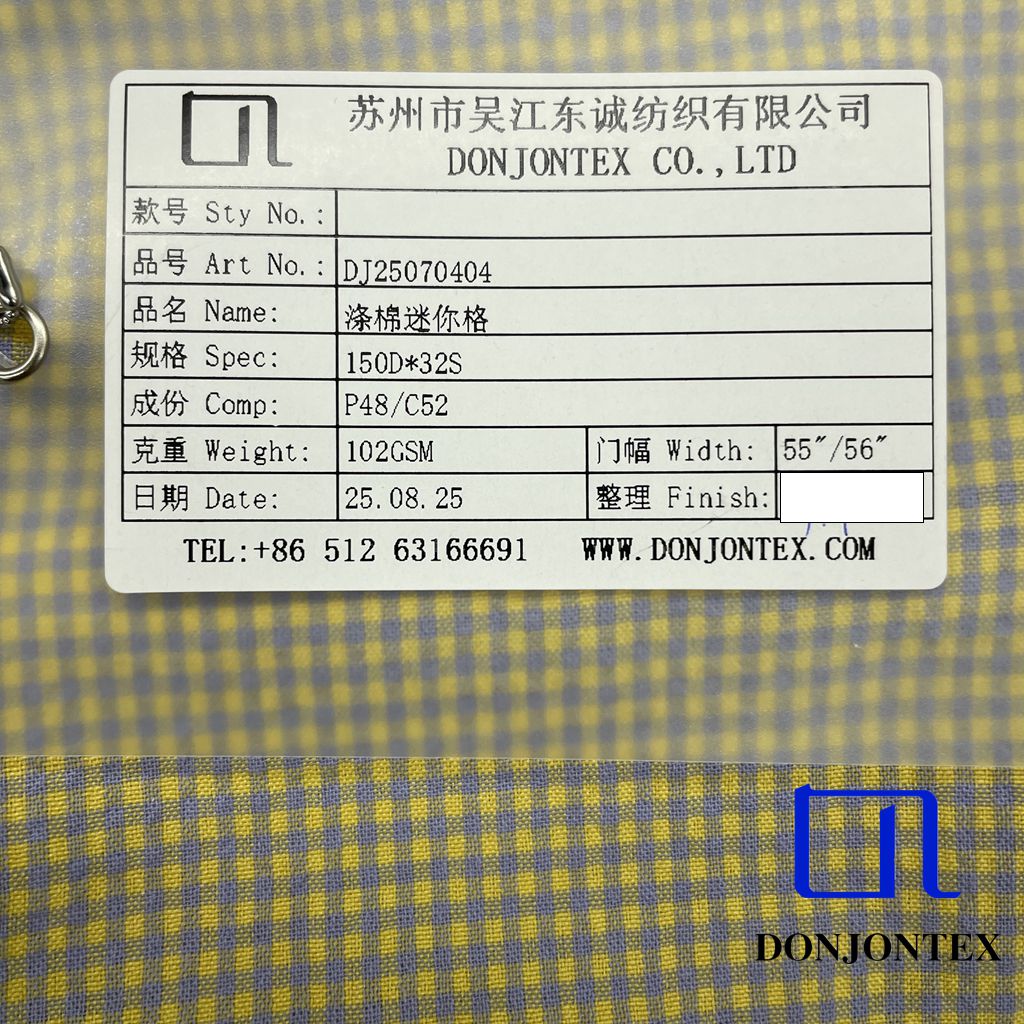 苏州市吴江东诚纺织有限公司
DONJONTEX CO.,LTD
款号 Sty No.:
品号 Art No.: DJ25070404
品名 Name: 涤棉迷你格
规格 Spec: 150D*32S
成份 Comp: P48/C52
克重 Weight: 102GSM 门幅 Width: 55″/56″
日期 Date: 25.08.25 整理 Finish:
TEL:+86 512 63166691 WWW.DONJONTEX.COM
DONJONTEX